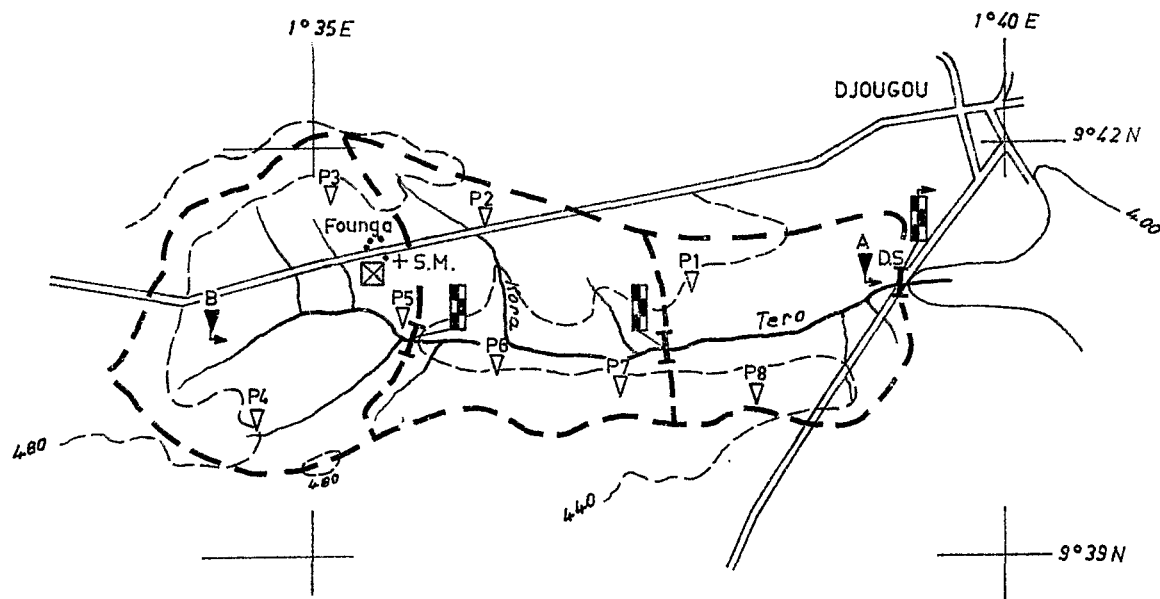 1° 35 E
1° 40 E
DJOUGOU
9° 42 N
P3
P2
Founga
A
400
+ S.M.
P1
D.S.
B
P5
Kora
Tero
P6
P7
P8
P4
480
480
440
9° 39 N